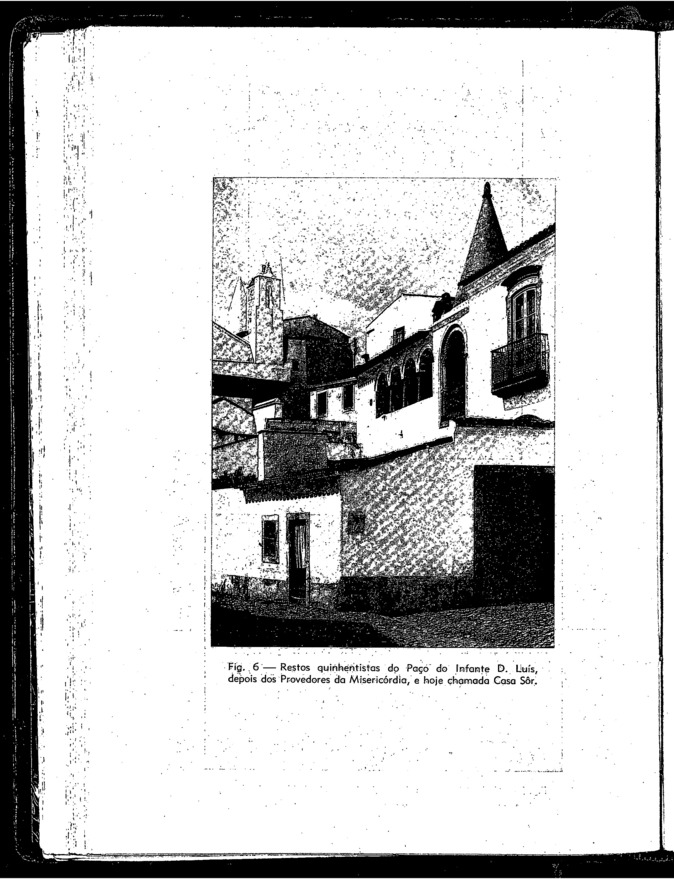 Fig. 6 — Restos quinhentistas do Paço do Infante D. Luís,
depois dos Provedores da Misericórdia, e hoje chamada Casa Sôr.